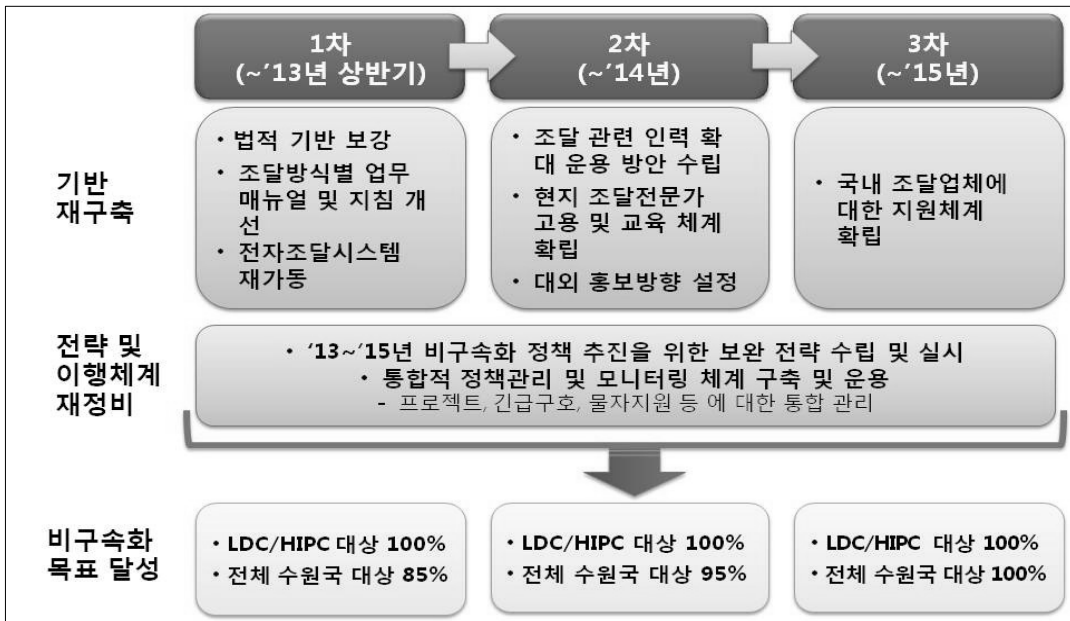 1차
(~'13년 상반기)
2차
(~'14년)
3차
(~'15년)
기반
재구축
• 법적 기반 보강
• 조달방식별 업무
매뉴얼 및 지침 개
선
• 전자조달시스템
재가동
• 조달 관련 인력 확
대 운용 방안 수립
• 현지 조달전문가
고용 및 교육 체계
확립
• 대외 홍보방향 설정
• 국내 조달업체에
대한 지원체계
확립
전략 및
이행체계
재정비
• '13~'15년 비구속화 정책 추진을 위한 보완 전략 수립 및 실시
• 통합적 정책관리 및 모니터링 체계 구축 및 운용
- 프로젝트, 긴급구호, 물자지원 등 에 대한 통합 관리
비구속화
목표 달성
• LDC/HIPC 대상 100%
• 전체 수원국 대상 85%
• LDC/HIPC 대상 100%
• 전체 수원국 대상 95%
• LDC/HIPC 대상 100%
• 전체 수원국 대상 100%